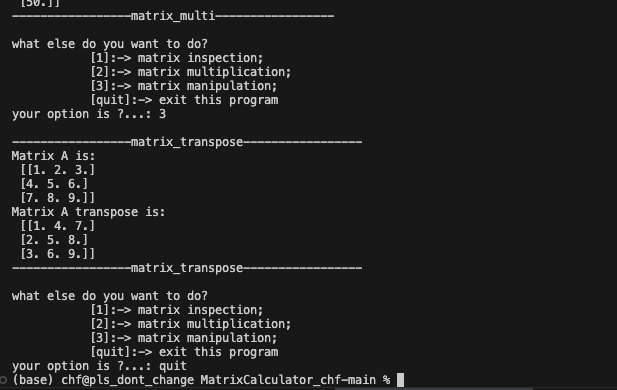 [50.]]
-----------------matrix_multi-----------------
what else do you want to do?
[1]:-> matrix inspection;
[2]:-> matrix multiplication;
[3]:-> matrix manipulation;
[quit]:-> exit this program
your option is ?...: 3
-----------------matrix_transpose-----------------
Matrix A is:
[[1. 2. 3.]
[4. 5. 6.]
[7. 8. 9.]]
Matrix A transpose is:
[[1. 4. 7.]
[2. 5. 8.]
[3. 6. 9.]]
-----------------matrix_transpose-----------------
what else do you want to do?
[1]:-> matrix inspection;
[2]:-> matrix multiplication;
[3]:-> matrix manipulation;
[quit]:-> exit this program
your option is ?...: quit
(base) chf@pls_dont_change MatrixCalculator_chf-main %